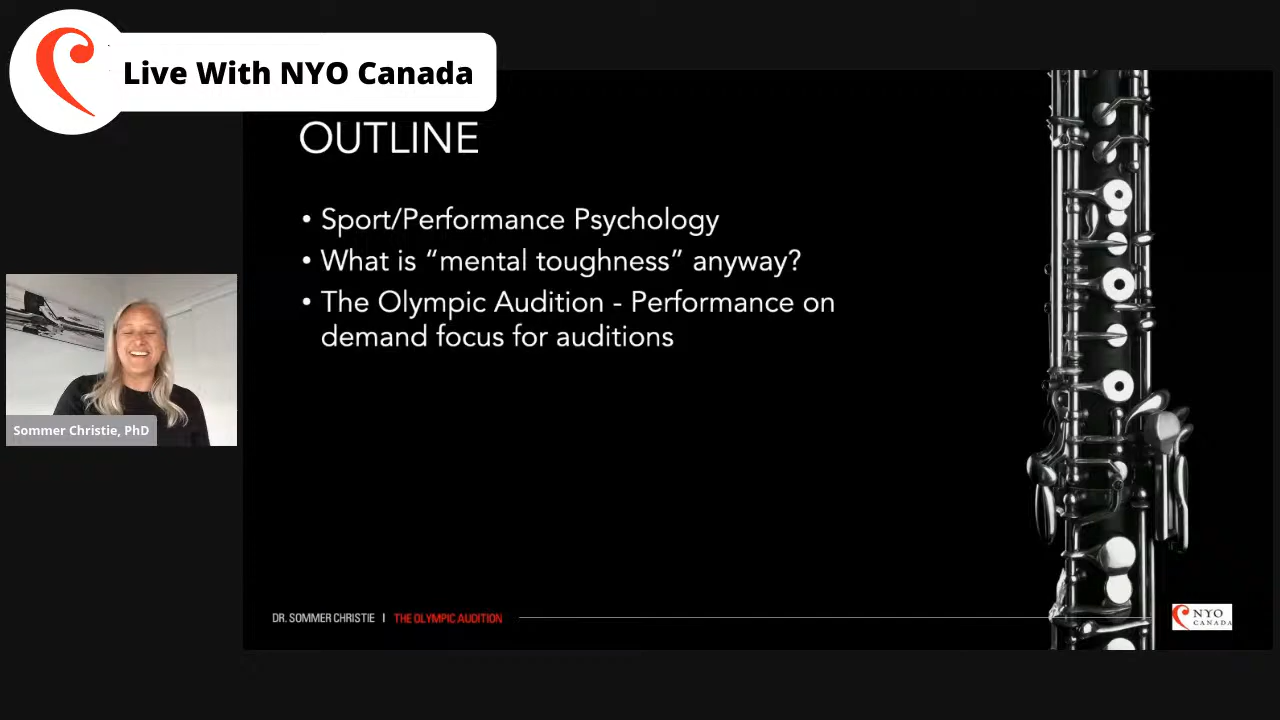 Live With NYO Canada
OUTLINE
• Sport/Performance Psychology
• What is “mental toughness” anyway?
• The Olympic Audition - Performance on
demand focus for auditions
Sommer Christie, PhD
DR. SOMMER CHRISTIE | THE OLYMPIC AUDITION
NYO
CANADA